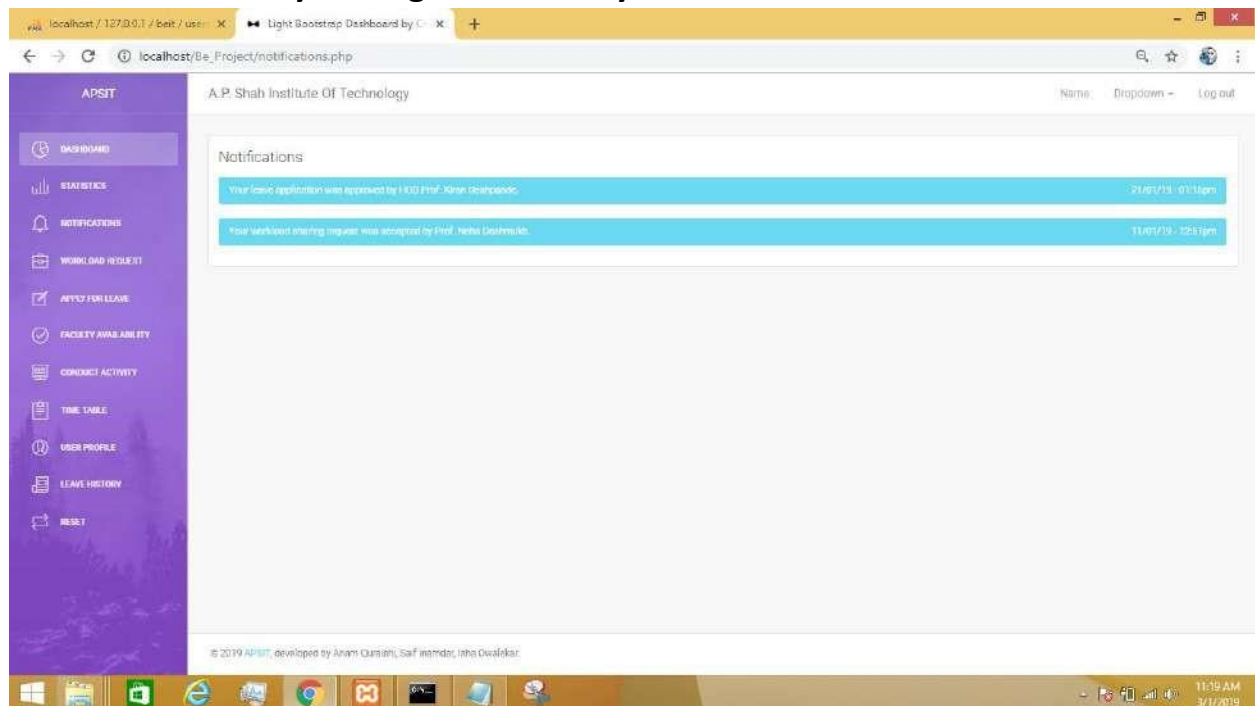 localhost / 127.0.0.1 / beit / user
Light Bootstrap Dashboard by C
localhost/Be_Project/notifications.php
APSIT
A.P. Shah Institute Of Technology
Name
Dropdown
Log out
DASHBOARD
STATISTICS
NOTIFICATIONS
WORKLOAD REQUEST
APPLY FOR LEAVE
FACULTY AVAILABILITY
CONDUCT ACTIVITY
TIME TABLE
USER PROFILE
LEAVE HISTORY
RESET
Notifications
Your leave application was approved by HOD Prof. Kiran Deshpande.
21/01/19 - 01:16pm
Your workload sharing request was accepted by Prof. Neha Deshmukh.
11/01/19 - 12:51pm
© 2019 APSIT, developed by Anam Quraishi, Saif Inamdar, Isha Dwalekar
11:19 AM
3/1/2019